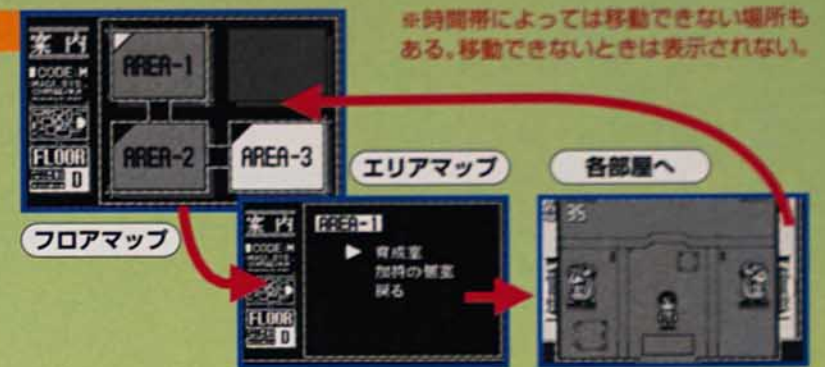 ※時間帯によっては移動できない場所も
ある。移動できないときは表示されない。
案内
CODE:M
AREA-1
AREA-2
AREA-3
FLOOR
D
フロアマップ
エリアマップ
各部屋へ
案内
CODE:M
AREA-1
▶ 育成室
加持の個室
戻る
FLOOR
D
35